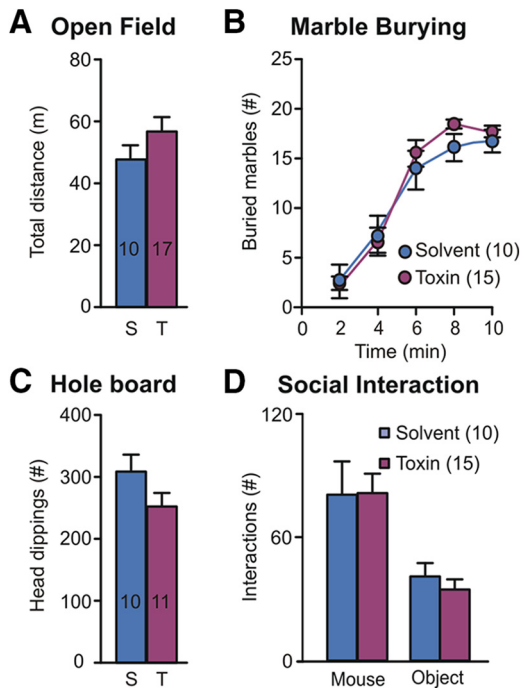 A Open Field
80
60
40
20
0
Total distance (m)
10 17
S T
B Marble Burying
25
20
15
10
5
0
Buried marbles (#)
Solvent (10)
Toxin (15)
0 2 4 6 8 10
Time (min)
C Hole board
400
300
200
100
0
Head dippings (#)
10 11
S T
D Social Interaction
120
60
0
Interactions (#)
Solvent (10)
Toxin (15)
Mouse Object